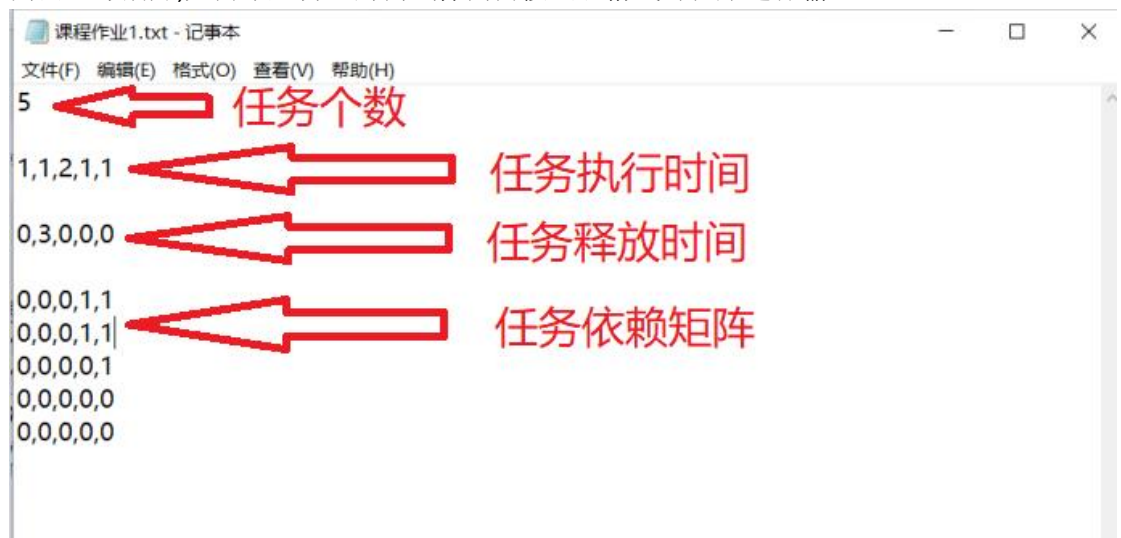 课程作业1.txt - 记事本
文件(F) 编辑(E) 格式(O) 查看(V) 帮助(H)
5 任务个数
1,1,2,1,1 任务执行时间
0,3,0,0,0 任务释放时间
0,0,0,1,1
0,0,0,1,1 任务依赖矩阵
0,0,0,0,1
0,0,0,0,0
0,0,0,0,0